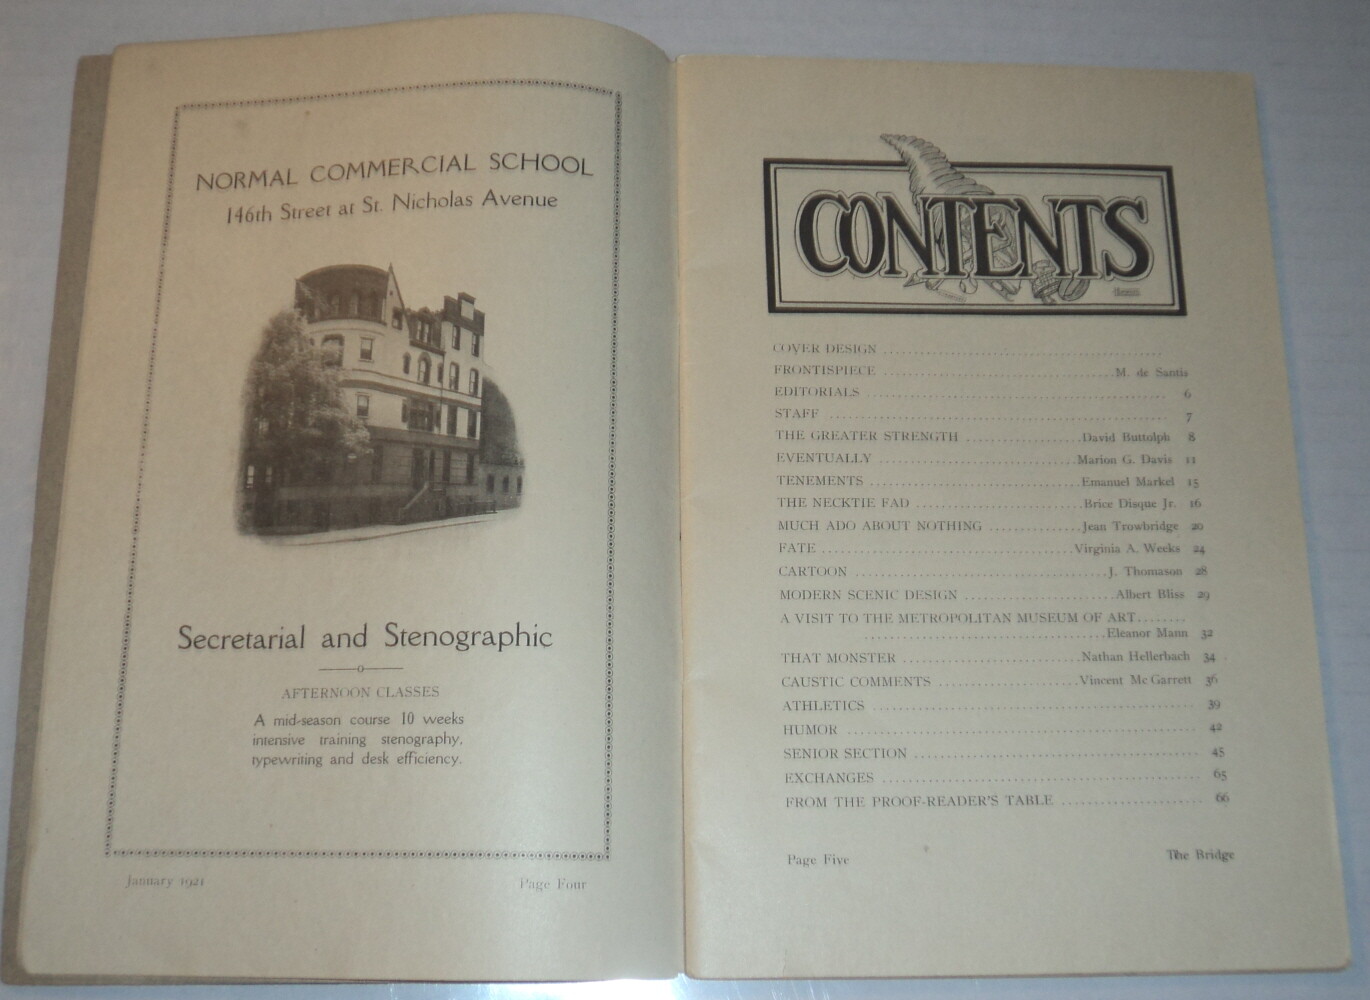 NORMAL COMMERCIAL SCHOOL
146th Street at St. Nicholas Avenue
Secretarial and Stenographic
AFTERNOON CLASSES
A mid-season course 10 weeks
intensive training stenography,
typewriting and desk efficiency.
January 1921 Page Four
CONTENTS
COVER DESIGN
FRONTISPIECE M. de Santis
EDITORIALS 6
STAFF 7
THE GREATER STRENGTH David Buttolph 8
EVENTUALLY Marion G. Davis 11
TENEMENTS Emanuel Markel 15
THE NECKTIE FAD Brice Disque Jr. 16
MUCH ADO ABOUT NOTHING Jean Trowbridge 20
FATE Virginia A. Weeks 24
CARTOON J. Thomason 28
MODERN SCENIC DESIGN Albert Bliss 29
A VISIT TO THE METROPOLITAN MUSEUM OF ART
Eleanor Mann 32
THAT MONSTER Nathan Hellerbach 34
CAUSTIC COMMENTS Vincent Mc Garrett 36
ATHLETICS 39
HUMOR 42
SENIOR SECTION 45
EXCHANGES 65
FROM THE PROOF-READER'S TABLE 66
Page Five The Bridge